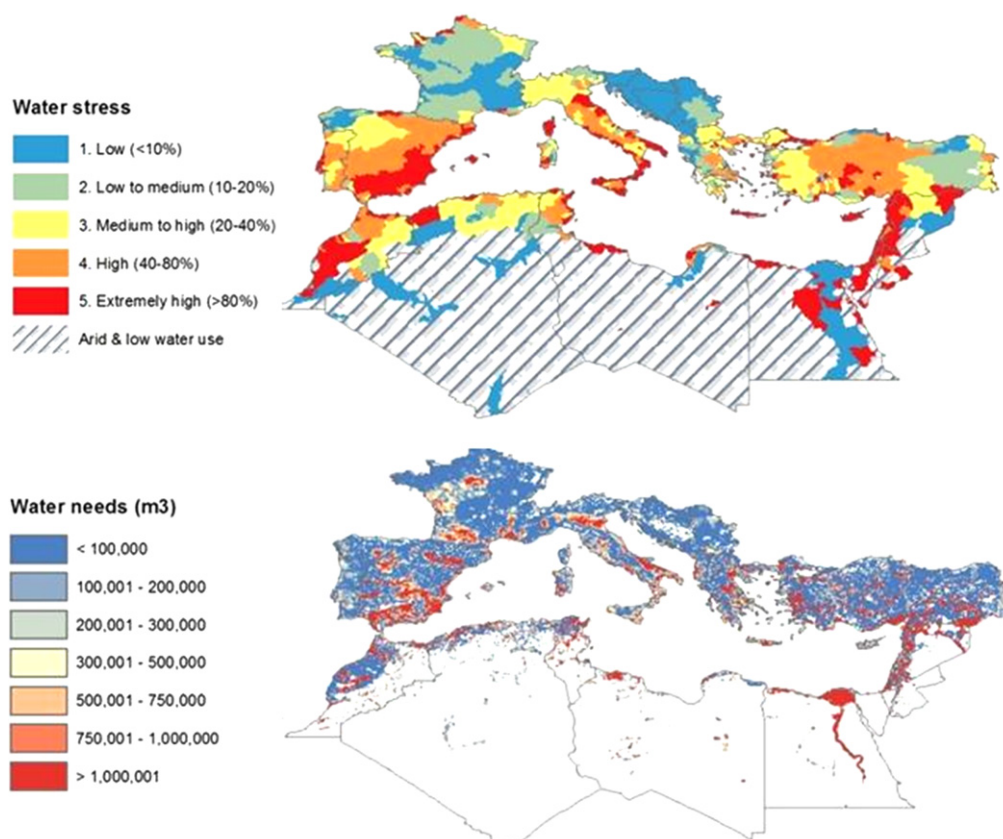 Water stress
1. Low (<10%)
2. Low to medium (10-20%)
3. Medium to high (20-40%)
4. High (40-80%)
5. Extremely high (>80%)
Arid & low water use
Water needs (m3)
< 100,000
100,001 - 200,000
200,001 - 300,000
300,001 - 500,000
500,001 - 750,000
750,001 - 1,000,000
> 1,000,001